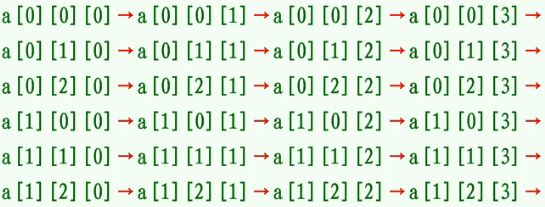 a [0] [0] [0] → a [0] [0] [1] → a [0] [0] [2] → a [0] [0] [3] →
a [0] [1] [0] → a [0] [1] [1] → a [0] [1] [2] → a [0] [1] [3] →
a [0] [2] [0] → a [0] [2] [1] → a [0] [2] [2] → a [0] [2] [3] →
a [1] [0] [0] → a [1] [0] [1] → a [1] [0] [2] → a [1] [0] [3] →
a [1] [1] [0] → a [1] [1] [1] → a [1] [1] [2] → a [1] [1] [3] →
a [1] [2] [0] → a [1] [2] [1] → a [1] [2] [2] → a [1] [2] [3] →